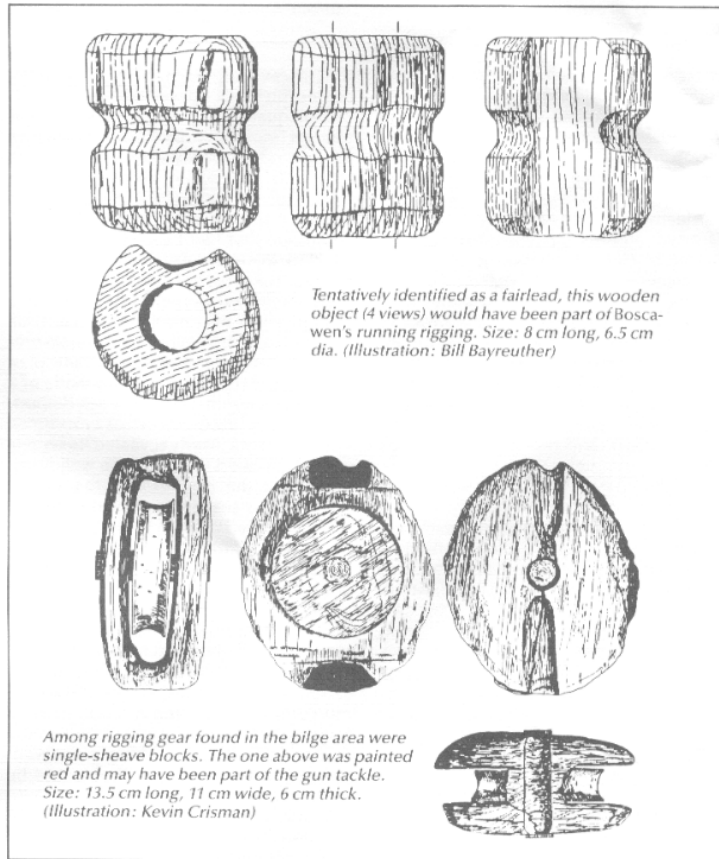 Tentatively identified as a fairlead, this wooden
object (4 views) would have been part of Bosca-
wen's running rigging. Size: 8 cm long, 6.5 cm
dia. (Illustration: Bill Bayreuther)
Among rigging gear found in the bilge area were
single-sheave blocks. The one above was painted
red and may have been part of the gun tackle.
Size: 13.5 cm long, 11 cm wide, 6 cm thick.
(Illustration: Kevin Crisman)